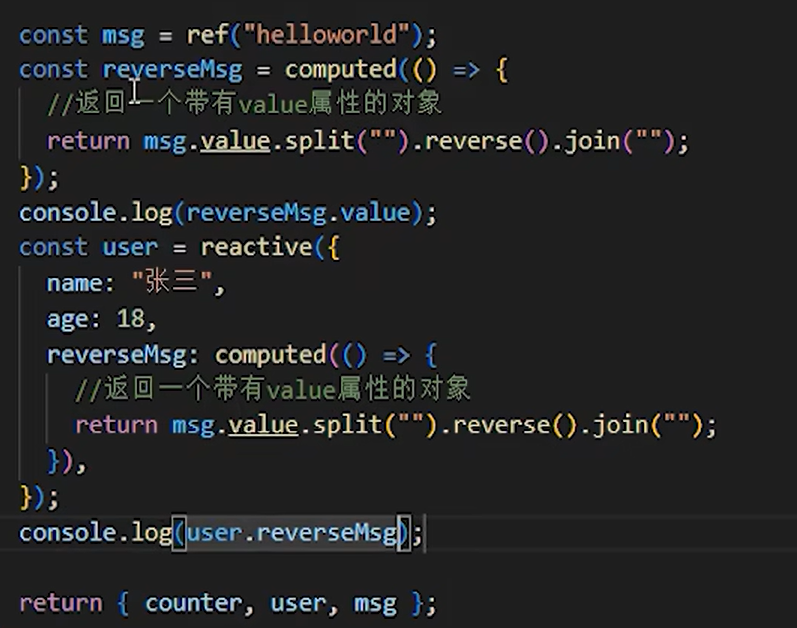 const msg = ref("helloworld");
const reverseMsg = computed(() => {
//返回一个带有value属性的对象
return msg.value.split("").reverse().join("");
});
console.log(reverseMsg.value);
const user = reactive({
name: "张三",
age: 18,
reverseMsg: computed(() => {
//返回一个带有value属性的对象
return msg.value.split("").reverse().join("");
}),
});
console.log(user.reverseMsg);
return { counter, user, msg };